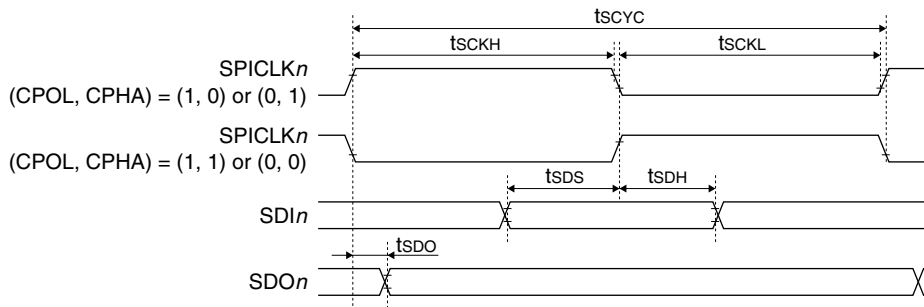 tSCYC
tSCKH tSCKL
SPICLKn
(CPOL, CPHA) = (1, 0) or (0, 1)
SPICLKn
(CPOL, CPHA) = (1, 1) or (0, 0)
tSDS tSDH
SDIn
tSDO
SDOn